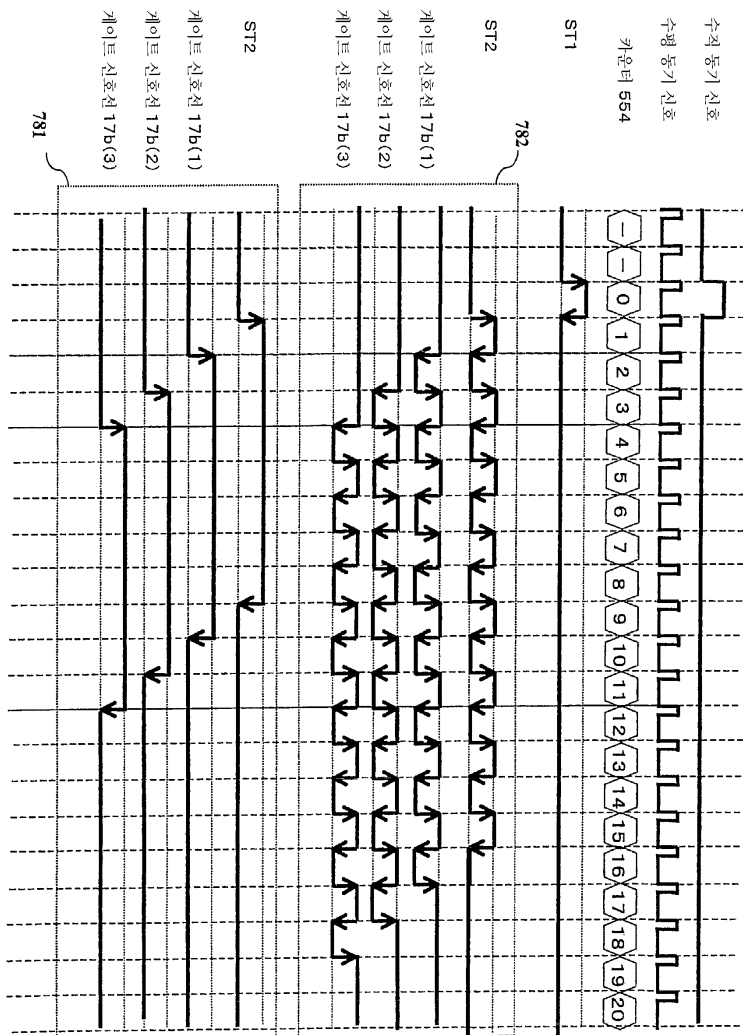 수직 동기 신호
수평 동기 신호
카운터 554
- - 0 1 2 3 4 5 6 7 8 9 10 11 12 13 14 15 16 17 18 19 20
ST1
782
ST2
게이트 신호선 17b(1)
게이트 신호선 17b(2)
게이트 신호선 17b(3)
781
ST2
게이트 신호선 17b(1)
게이트 신호선 17b(2)
게이트 신호선 17b(3)